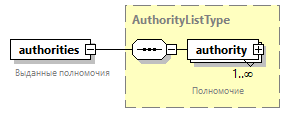 AuthorityListType
authorities
authority
1..∞
Выданные полномочия
Полномочие